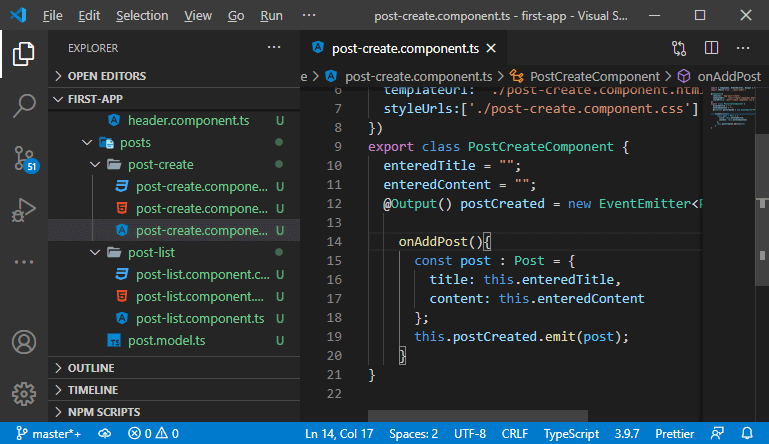 File Edit Selection View Go Run ··· post-create.component.ts - first-app - Visual S...
EXPLORER ···
OPEN EDITORS
FIRST-APP
header.component.ts U
posts
post-create
post-create.compone... U
post-create.compone... U
post-create.compone... U
post-list
post-list.component.c... U
post-list.component.... U
post-list.component.ts U
post.model.ts U
OUTLINE
TIMELINE
NPM SCRIPTS
51
post-create.component.ts ×
e > post-create.component.ts > PostCreateComponent > onAddPost
6 templateUrl: './post-create.component.htm
7 styleUrls:['./post-create.component.css']
8 })
9 export class PostCreateComponent {
10 enteredTitle = "";
11 enteredContent = "";
12 @Output() postCreated = new EventEmitter<P
13
14 onAddPost(){
15 const post : Post = {
16 title: this.enteredTitle,
17 content: this.enteredContent
18 };
19 this.postCreated.emit(post);
20 }
21 }
22
master*+ 0 0 Ln 14, Col 17 Spaces: 2 UTF-8 CRLF TypeScript 3.9.7 Prettier